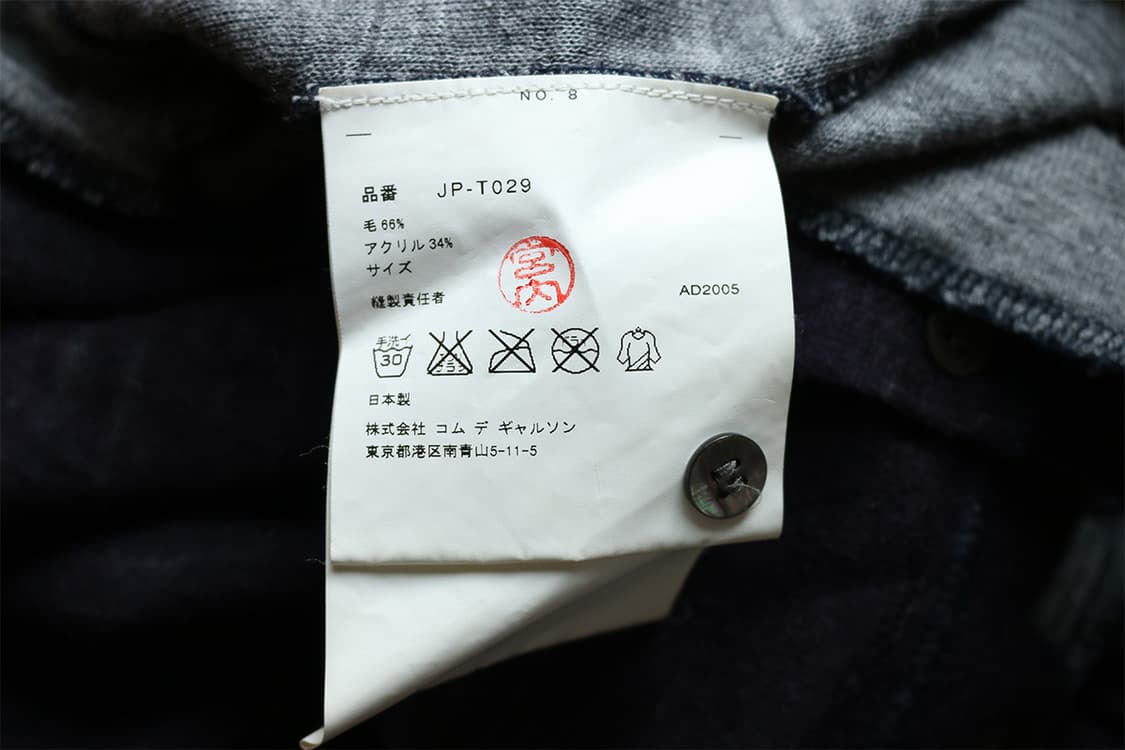 NO. 8
品番 JP-T029
毛 66%
アクリル 34%
サイズ
宮内
縫製責任者
AD2005
手洗イ
30
日本製
株式会社 コム デ ギャルソン
東京都港区南青山5-11-5